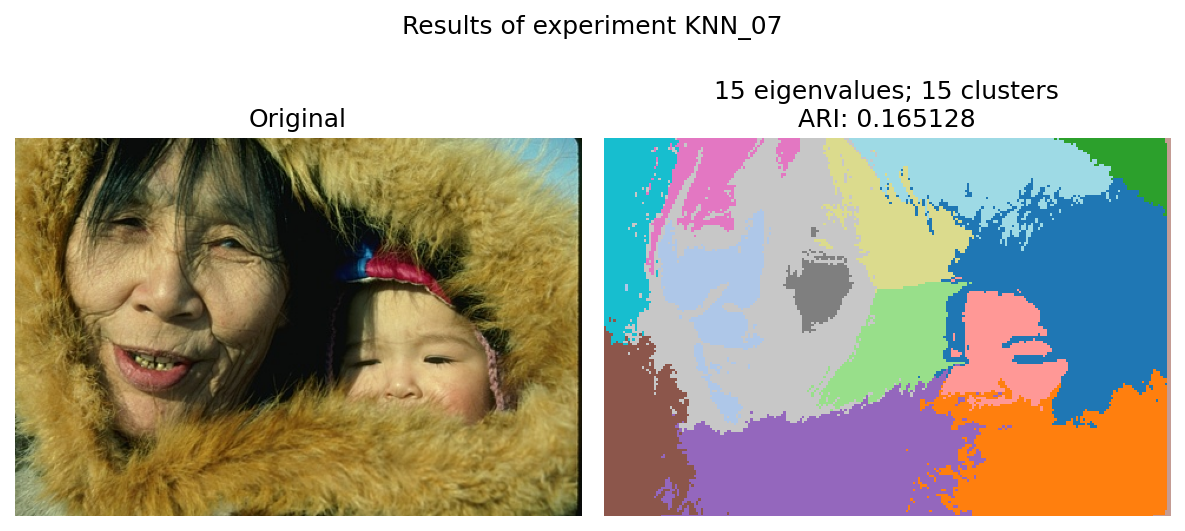 Results of experiment KNN_07
Original
15 eigenvalues; 15 clusters
ARI: 0.165128